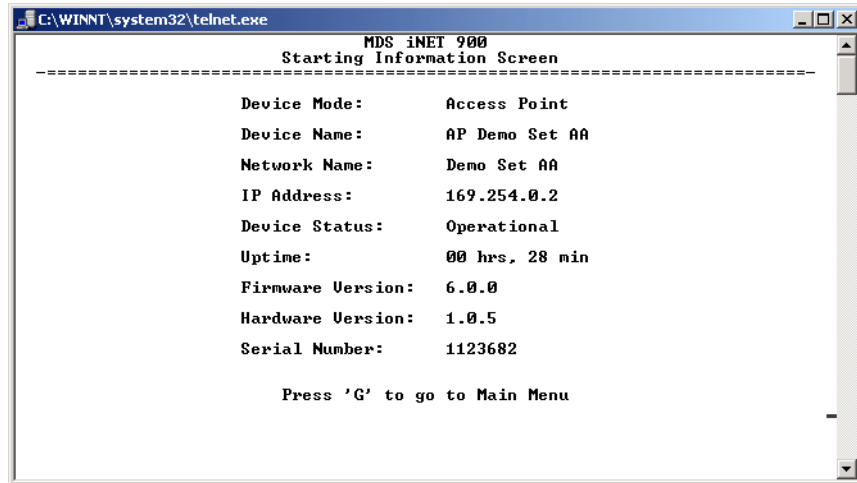 C:\WINNT\system32\telnet.exe
MDS iNET 900
Starting Information Screen
-==========================================================================-
Device Mode: Access Point
Device Name: AP Demo Set AA
Network Name: Demo Set AA
IP Address: 169.254.0.2
Device Status: Operational
Uptime: 00 hrs, 28 min
Firmware Version: 6.0.0
Hardware Version: 1.0.5
Serial Number: 1123682
Press 'G' to go to Main Menu